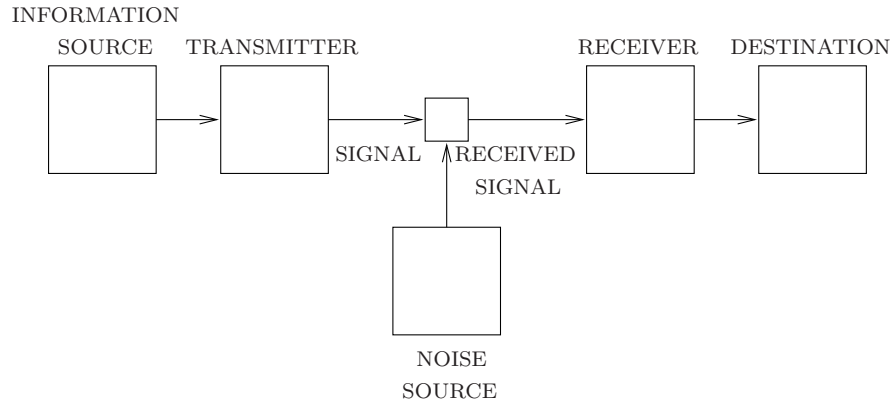 INFORMATION
SOURCE
TRANSMITTER
RECEIVER
DESTINATION
SIGNAL
RECEIVED
SIGNAL
NOISE
SOURCE